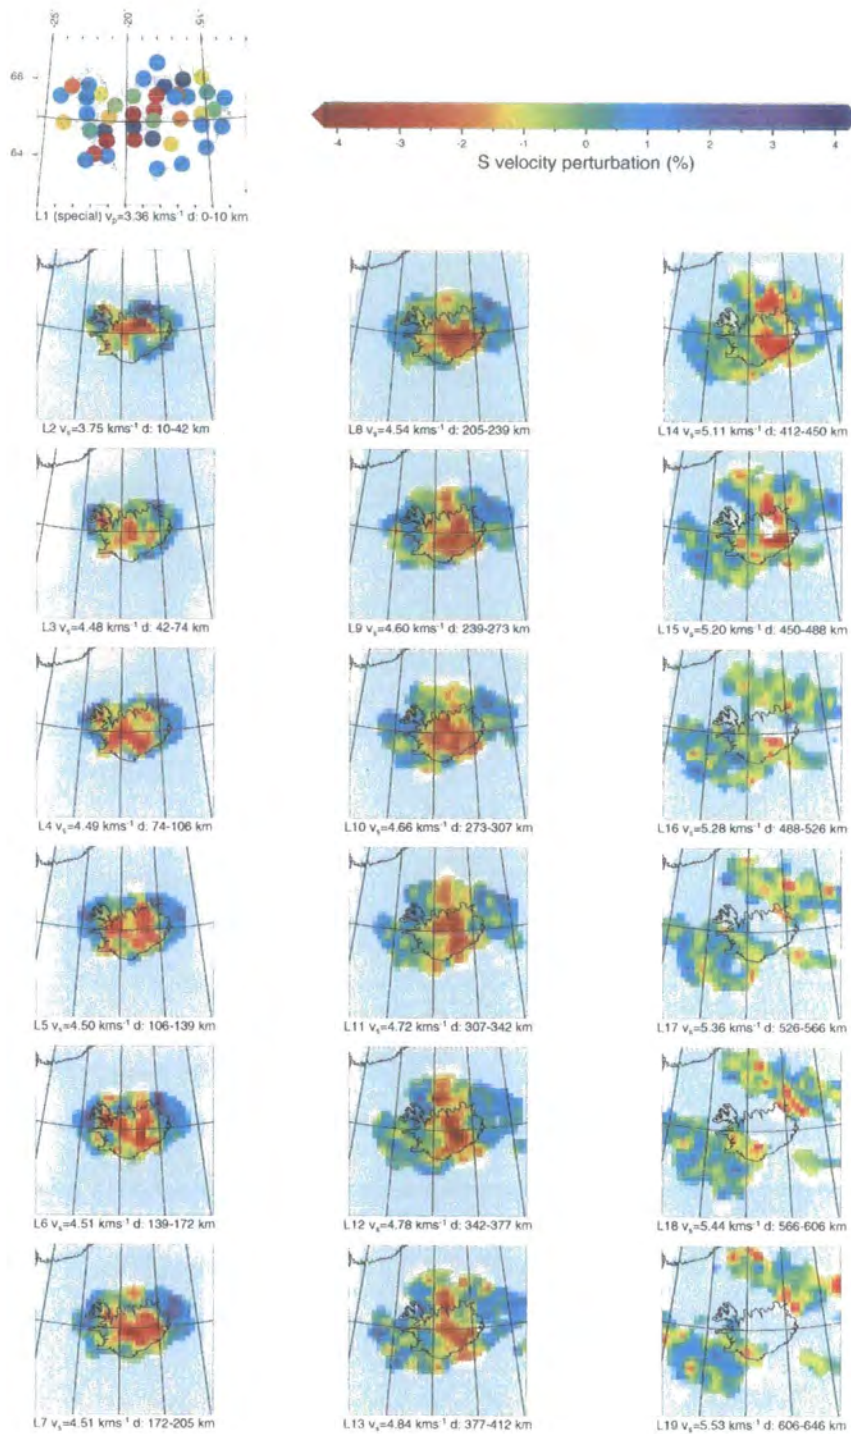 -25° -20° -15°
66
64
L1 (special) vp=3.36 kms-1 d: 0-10 km
-4 -3 -2 -1 0 1 2 3 4
S velocity perturbation (%)
L2 vs=3.75 kms-1 d: 10-42 km
L8 vs=4.54 kms-1 d: 205-239 km
L14 vs=5.11 kms-1 d: 412-450 km
L3 vs=4.48 kms-1 d: 42-74 km
L9 vs=4.60 kms-1 d: 239-273 km
L15 vs=5.20 kms-1 d: 450-488 km
L4 vs=4.49 kms-1 d: 74-106 km
L10 vs=4.66 kms-1 d: 273-307 km
L16 vs=5.28 kms-1 d: 488-526 km
L5 vs=4.50 kms-1 d: 106-139 km
L11 vs=4.72 kms-1 d: 307-342 km
L17 vs=5.36 kms-1 d: 526-566 km
L6 vs=4.51 kms-1 d: 139-172 km
L12 vs=4.78 kms-1 d: 342-377 km
L18 vs=5.44 kms-1 d: 566-606 km
L7 vs=4.51 kms-1 d: 172-205 km
L13 vs=4.84 kms-1 d: 377-412 km
L19 vs=5.53 kms-1 d: 606-646 km